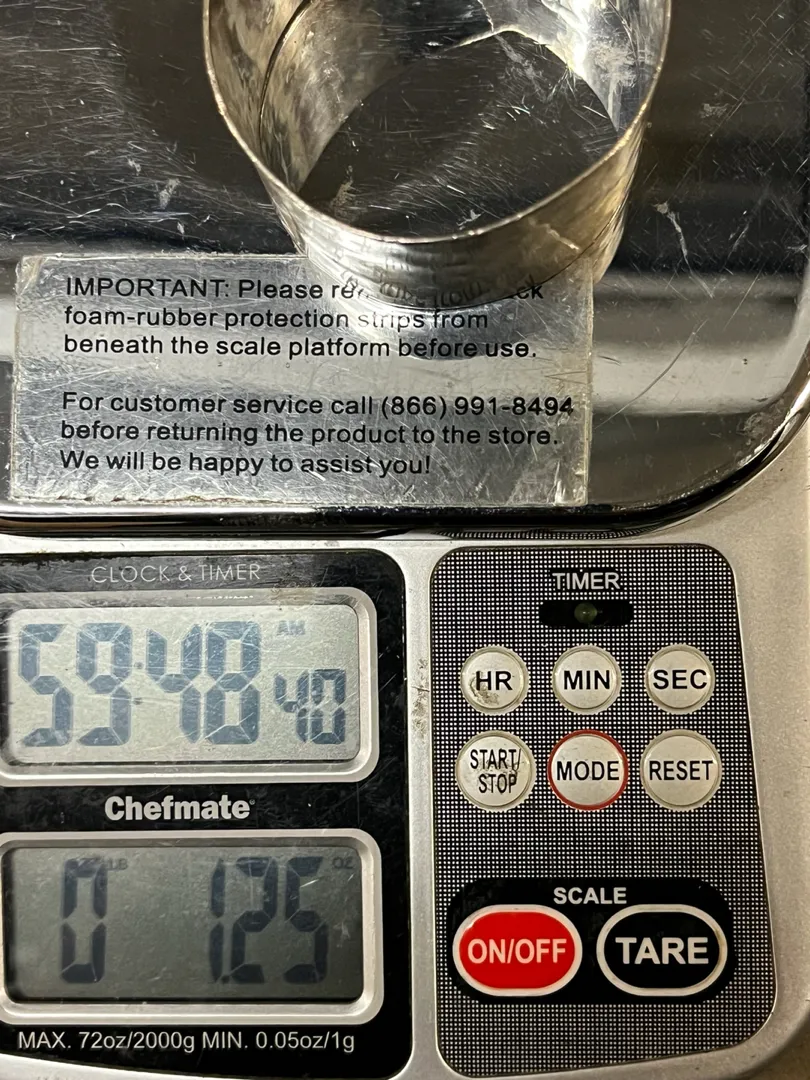 IMPORTANT: Please
foam-rubber protection strips from
beneath the scale platform before use.
For customer service call (866) 991-8494
before returning the product to the store.
We will be happy to assist you!
CLOCK & TIMER
AM
59:48 40
Chefmate
LB OZ
0 1.25
MAX. 72oz/2000g MIN. 0.05oz/1g
TIMER
HR MIN SEC
START/
STOP
MODE RESET
SCALE
ON/OFF TARE